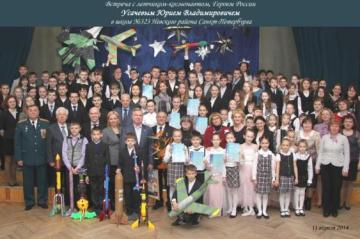 Встреча с летчиком-космонавтом, Героем России
Усачевым Юрием Владимировичем
в школе №323 Невского района Санкт-Петербурга
11 апреля 2014